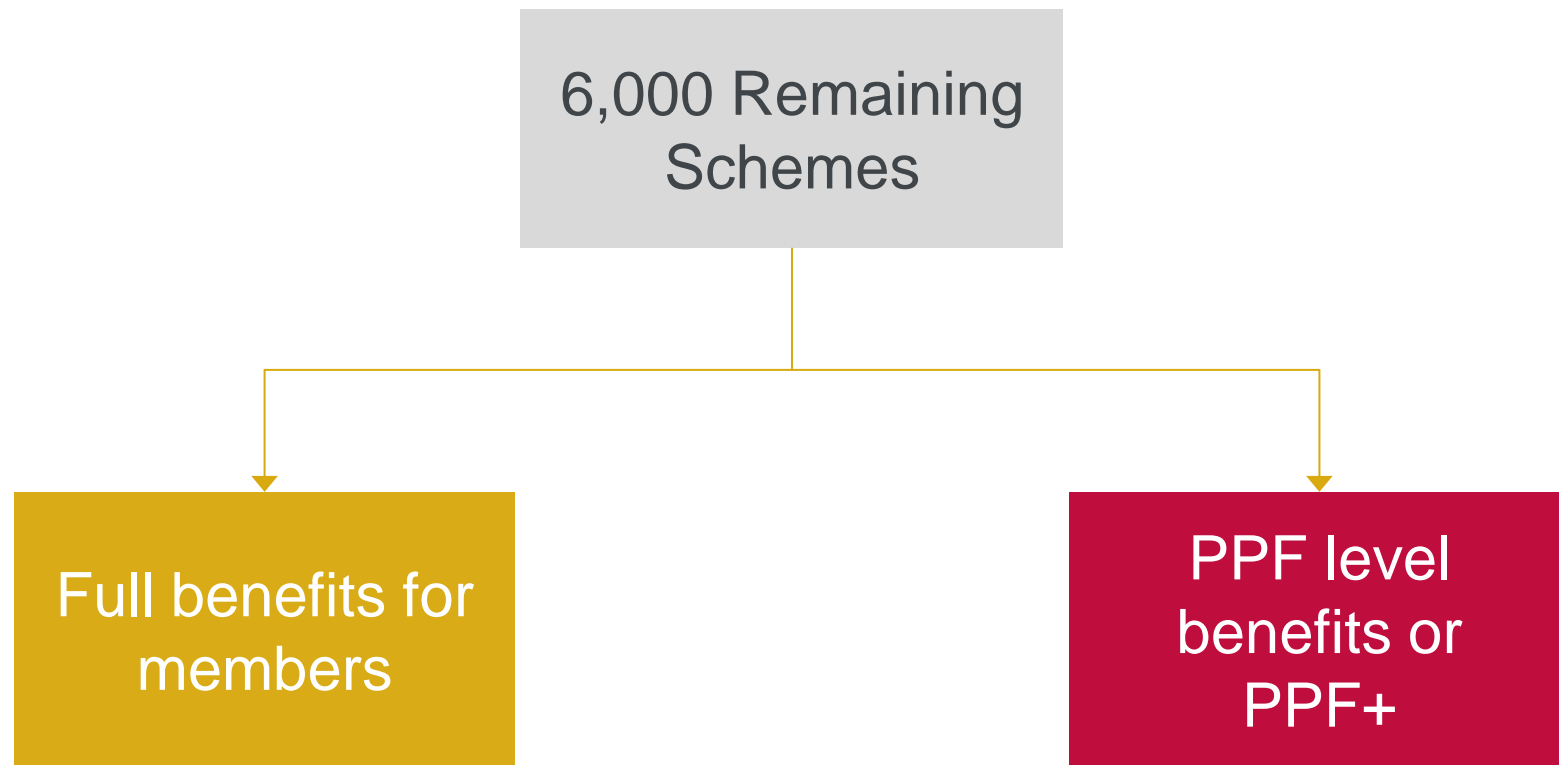 6,000 Remaining
Schemes
Full benefits for
members
PPF level
benefits or
PPF+